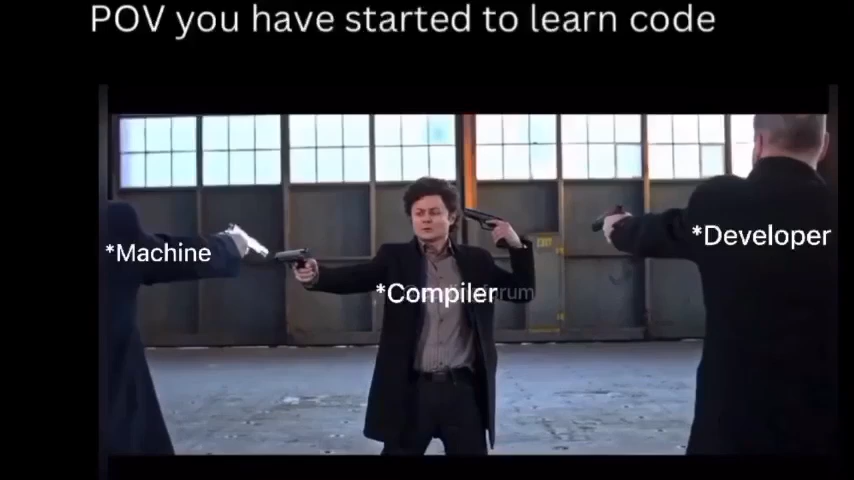 POV you have started to learn code
*Machine
*Developer
*Compiler